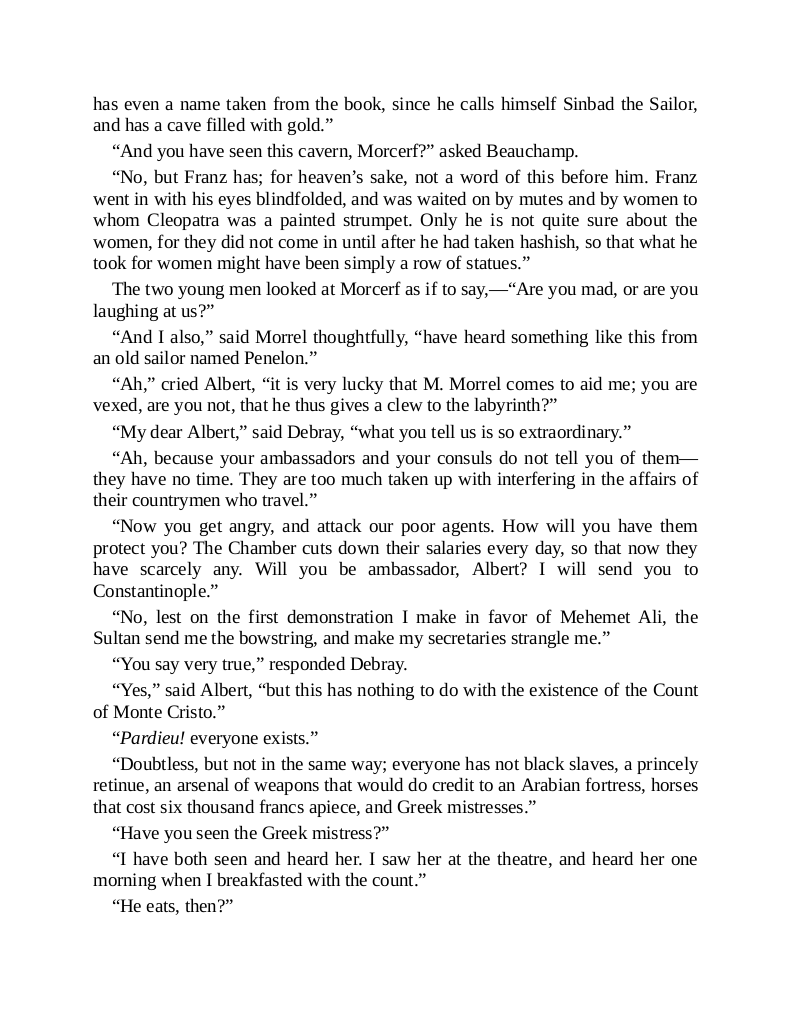 has even a name taken from the book, since he calls himself Sinbad the Sailor,
and has a cave filled with gold.”
“And you have seen this cavern, Morcerf?” asked Beauchamp.
“No, but Franz has; for heaven’s sake, not a word of this before him. Franz
went in with his eyes blindfolded, and was waited on by mutes and by women to
whom Cleopatra was a painted strumpet. Only he is not quite sure about the
women, for they did not come in until after he had taken hashish, so that what he
took for women might have been simply a row of statues.”
The two young men looked at Morcerf as if to say,—“Are you mad, or are you
laughing at us?”
“And I also,” said Morrel thoughtfully, “have heard something like this from
an old sailor named Penelon.”
“Ah,” cried Albert, “it is very lucky that M. Morrel comes to aid me; you are
vexed, are you not, that he thus gives a clew to the labyrinth?”
“My dear Albert,” said Debray, “what you tell us is so extraordinary.”
“Ah, because your ambassadors and your consuls do not tell you of them—
they have no time. They are too much taken up with interfering in the affairs of
their countrymen who travel.”
“Now you get angry, and attack our poor agents. How will you have them
protect you? The Chamber cuts down their salaries every day, so that now they
have scarcely any. Will you be ambassador, Albert? I will send you to
Constantinople.”
“No, lest on the first demonstration I make in favor of Mehemet Ali, the
Sultan send me the bowstring, and make my secretaries strangle me.”
“You say very true,” responded Debray.
“Yes,” said Albert, “but this has nothing to do with the existence of the Count
of Monte Cristo.”
“Pardieu! everyone exists.”
“Doubtless, but not in the same way; everyone has not black slaves, a princely
retinue, an arsenal of weapons that would do credit to an Arabian fortress, horses
that cost six thousand francs apiece, and Greek mistresses.”
“Have you seen the Greek mistress?”
“I have both seen and heard her. I saw her at the theatre, and heard her one
morning when I breakfasted with the count.”
“He eats, then?”